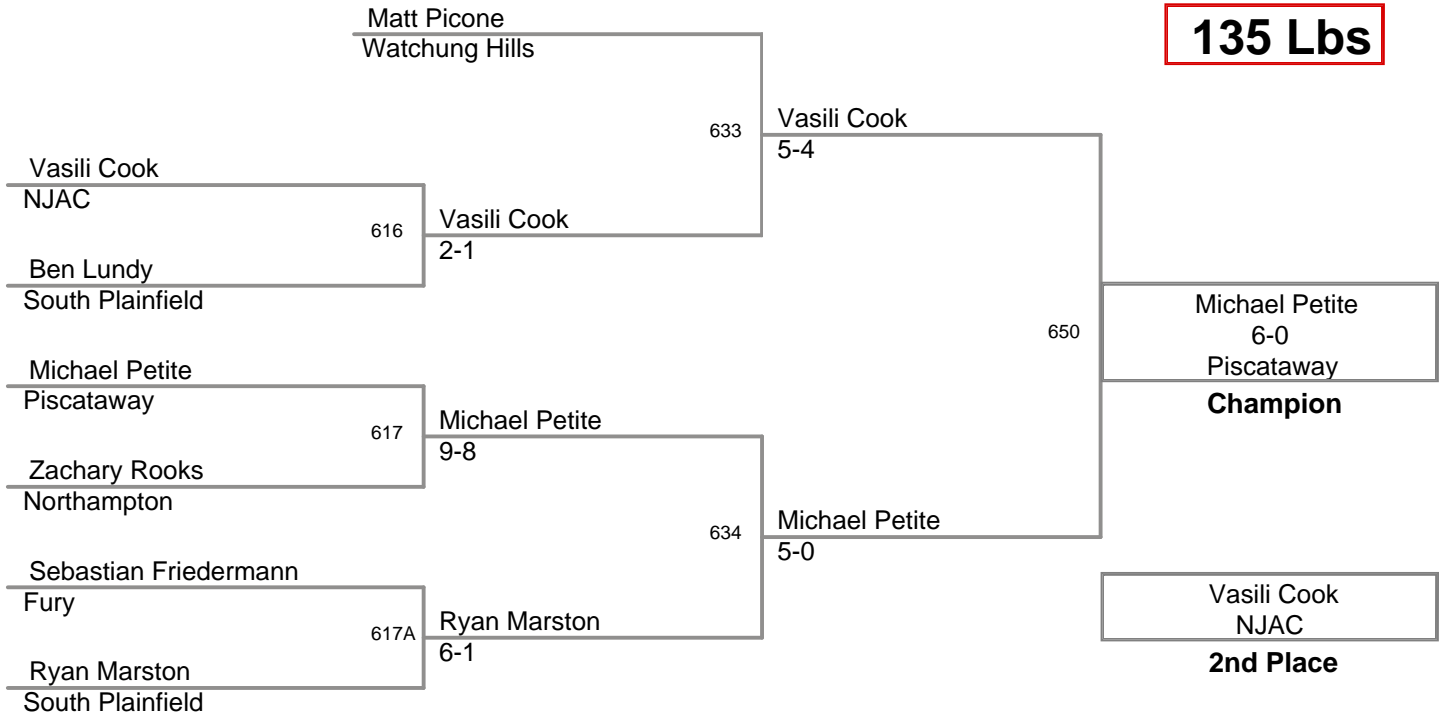 Matt Picone
Watchung Hills
135 Lbs
633
Vasili Cook
5-4
Vasili Cook
NJAC
616
Vasili Cook
2-1
Ben Lundy
South Plainfield
650
Michael Petite
6-0
Piscataway
Champion
Michael Petite
Piscataway
617
Michael Petite
9-8
Zachary Rooks
Northampton
634
Michael Petite
5-0
Sebastian Friedermann
Fury
617A
Ryan Marston
6-1
Ryan Marston
South Plainfield
Vasili Cook
NJAC
2nd Place